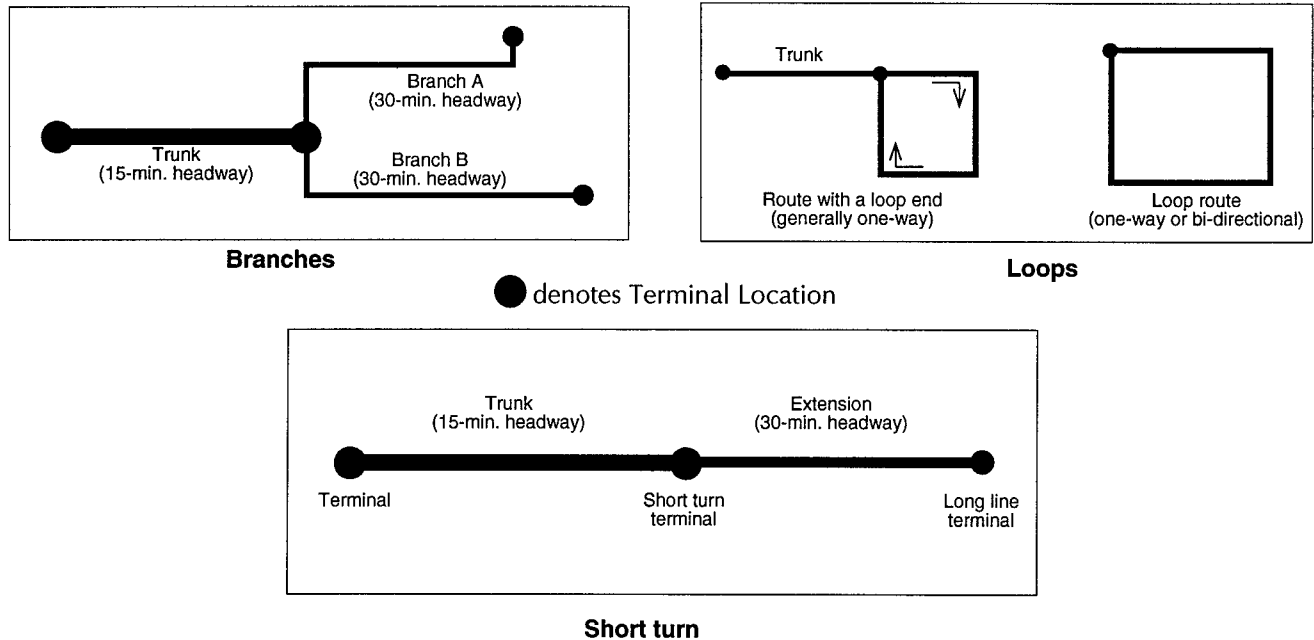 Branch A
(30-min. headway)
Trunk
(15-min. headway)
Branch B
(30-min. headway)
Branches
Trunk
Route with a loop end
(generally one-way)
Loop route
(one-way or bi-directional)
Loops
denotes Terminal Location
Trunk
(15-min. headway)
Extension
(30-min. headway)
Terminal
Short turn
terminal
Long line
terminal
Short turn